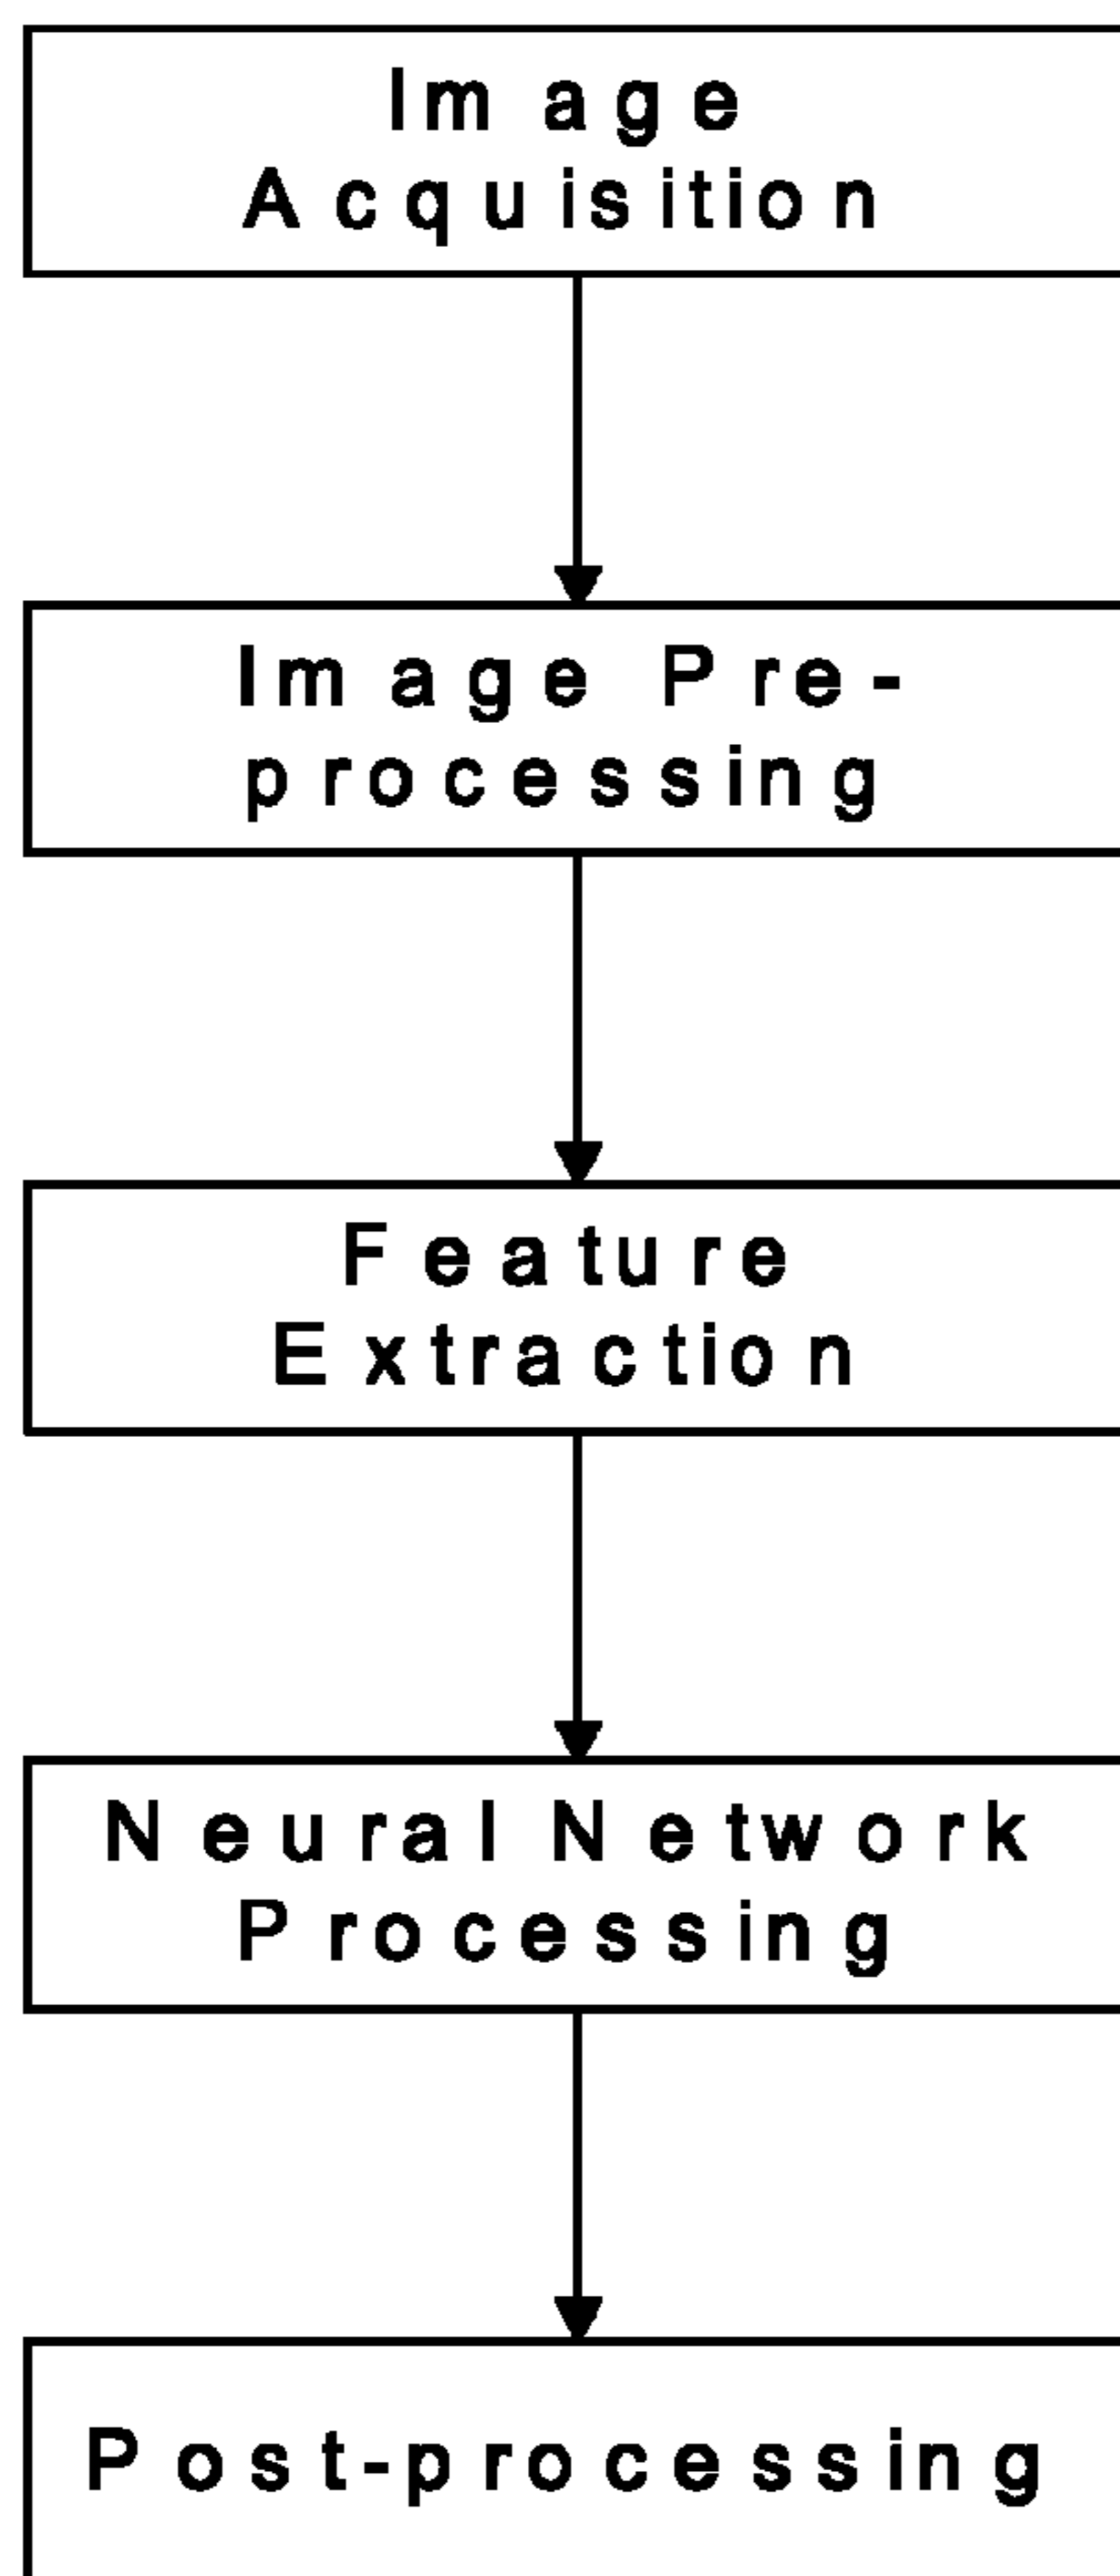 Image
Acquisition
Image Pre-
processing
Feature
Extraction
Neural Network
Processing
Post-processing